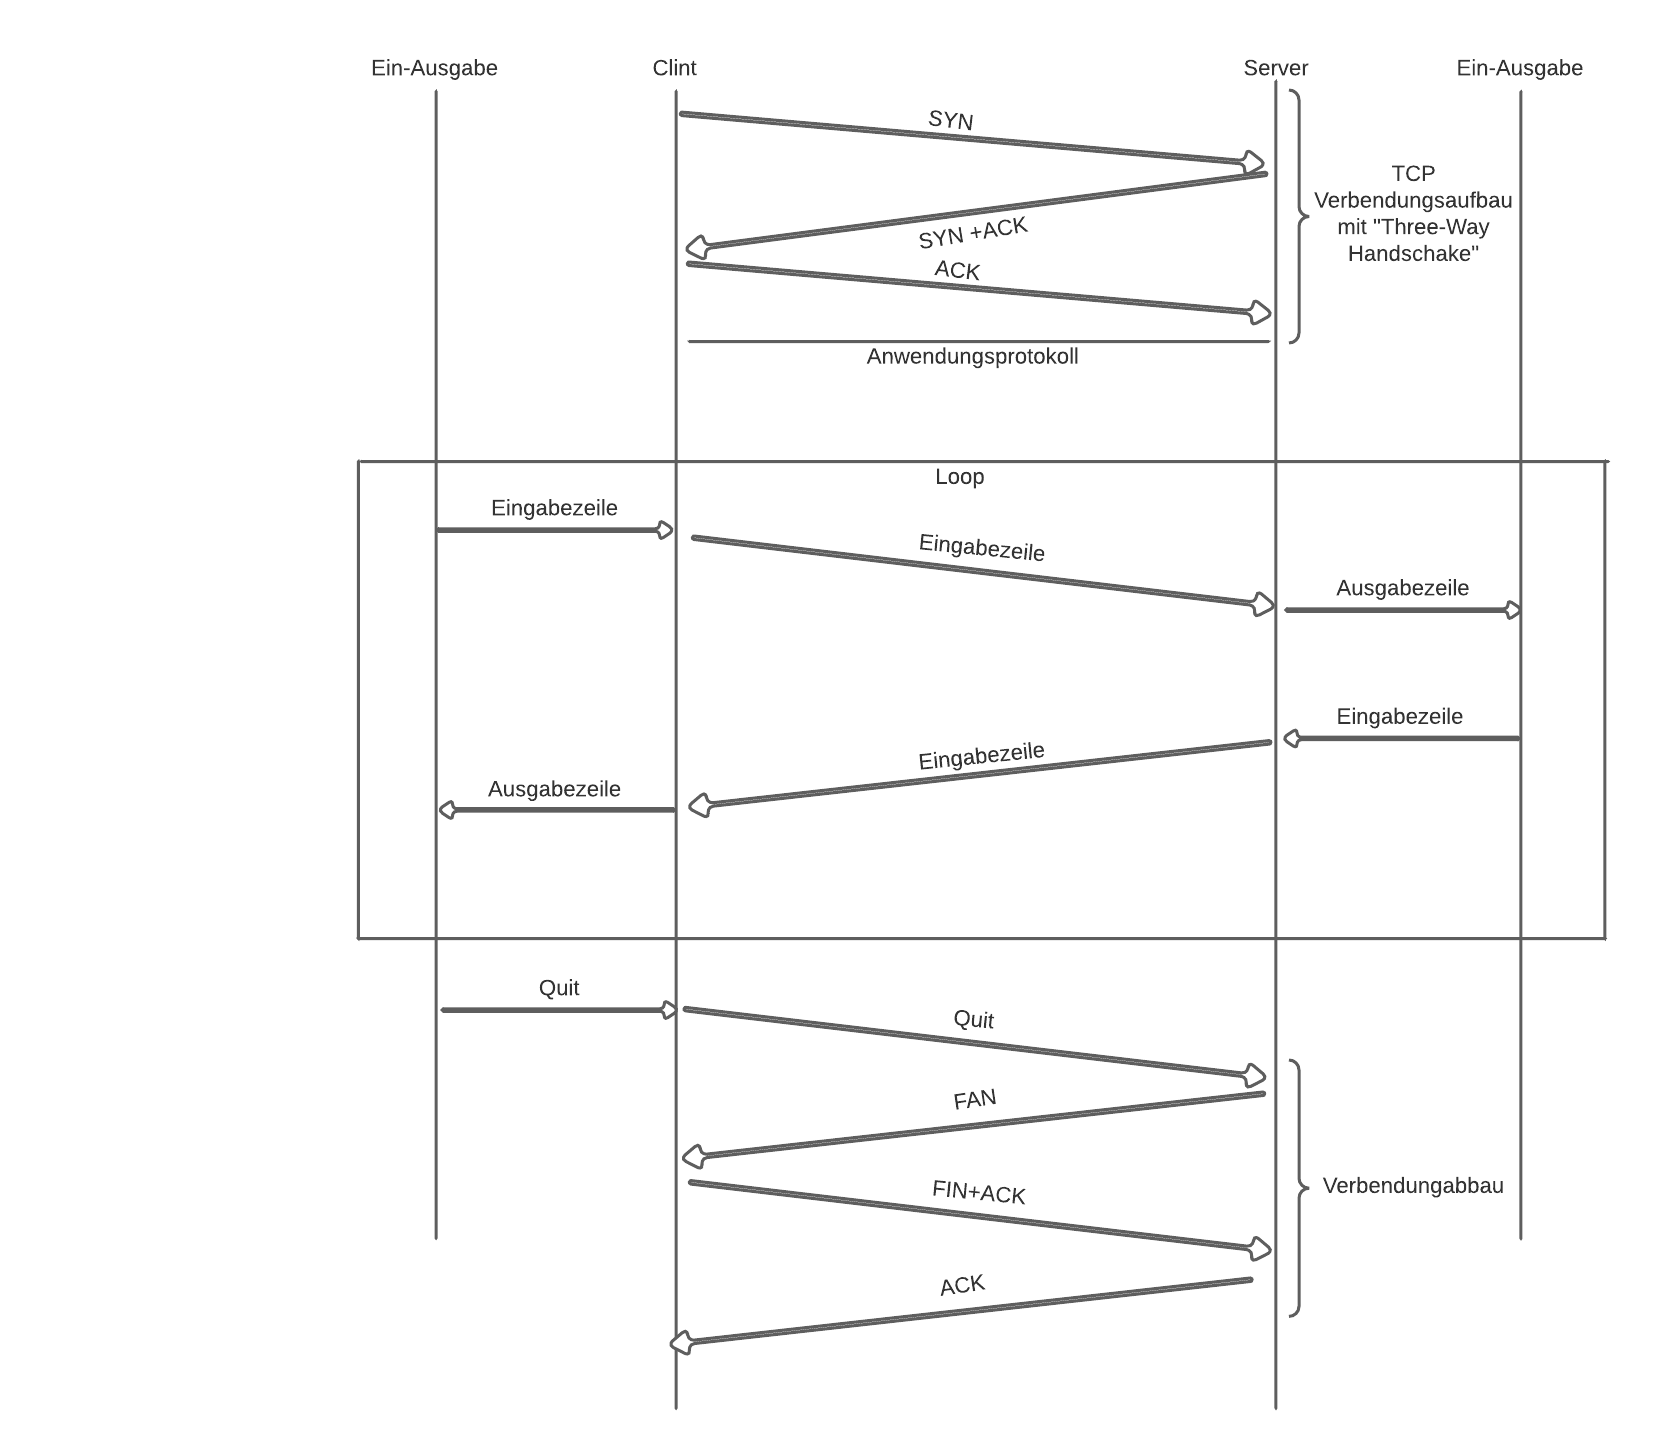 Ein-Ausgabe
Clint
Server
Ein-Ausgabe
SYN
TCP
Verbendungsaufbau
mit "Three-Way
Handschake"
SYN +ACK
ACK
Anwendungsprotokoll
Loop
Eingabezeile
Eingabezeile
Ausgabezeile
Eingabezeile
Eingabezeile
Ausgabezeile
Quit
Quit
FAN
FIN+ACK
Verbendungabbau
ACK